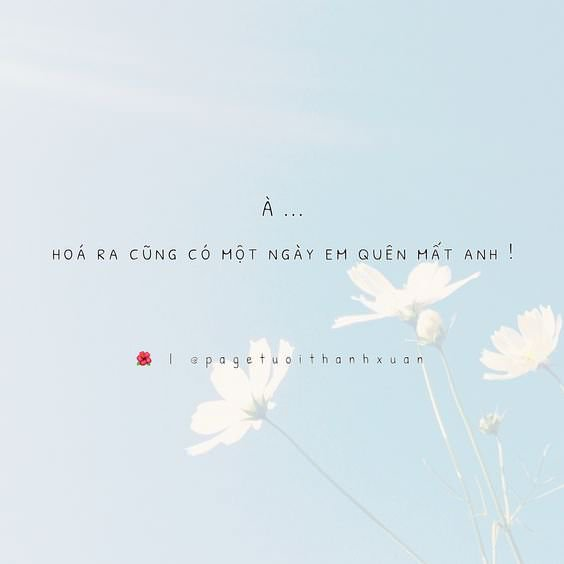 À ...
HOÁ RA CŨNG CÓ MỘT NGÀY EM QUÊN MẤT ANH !
🌺 | @pagetuoithanhxuan